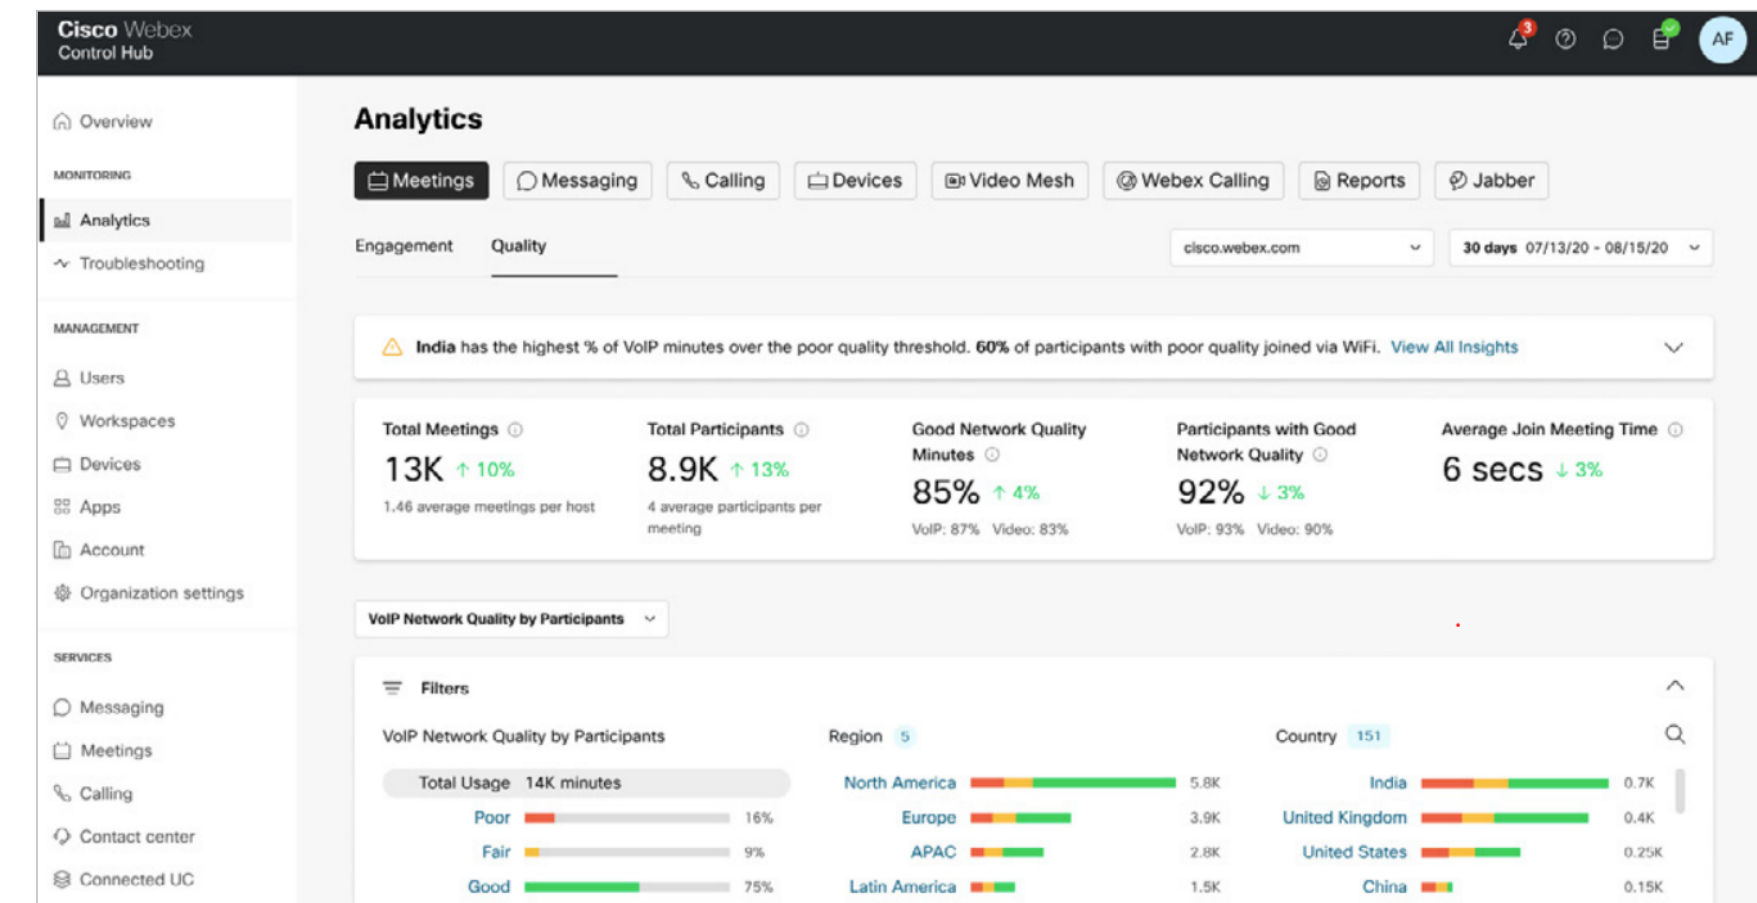 Cisco Webex
Control Hub
3
AF
Overview
MONITORING
Analytics
Troubleshooting
MANAGEMENT
Users
Workspaces
Devices
Apps
Account
Organization settings
SERVICES
Messaging
Meetings
Calling
Contact center
Connected UC
Analytics
Meetings Messaging Calling Devices Video Mesh Webex Calling Reports Jabber
Engagement Quality
cisco.webex.com
30 days 07/13/20 - 08/15/20
India has the highest % of VoIP minutes over the poor quality threshold. 60% of participants with poor quality joined via WiFi. View All Insights
Total Meetings
13K ↑ 10%
1.46 average meetings per host
Total Participants
8.9K ↑ 13%
4 average participants per
meeting
Good Network Quality
Minutes
85% ↑ 4%
VoIP: 87% Video: 83%
Participants with Good
Network Quality
92% ↓ 3%
VoIP: 93% Video: 90%
Average Join Meeting Time
6 secs ↓ 3%
VoIP Network Quality by Participants
Filters
VoIP Network Quality by Participants
Total Usage 14K minutes
Poor 16%
Fair 9%
Good 75%
Region 5
North America 5.8K
Europe 3.9K
APAC 2.8K
Latin America 1.5K
Country 151
India 0.7K
United Kingdom 0.4K
United States 0.25K
China 0.15K